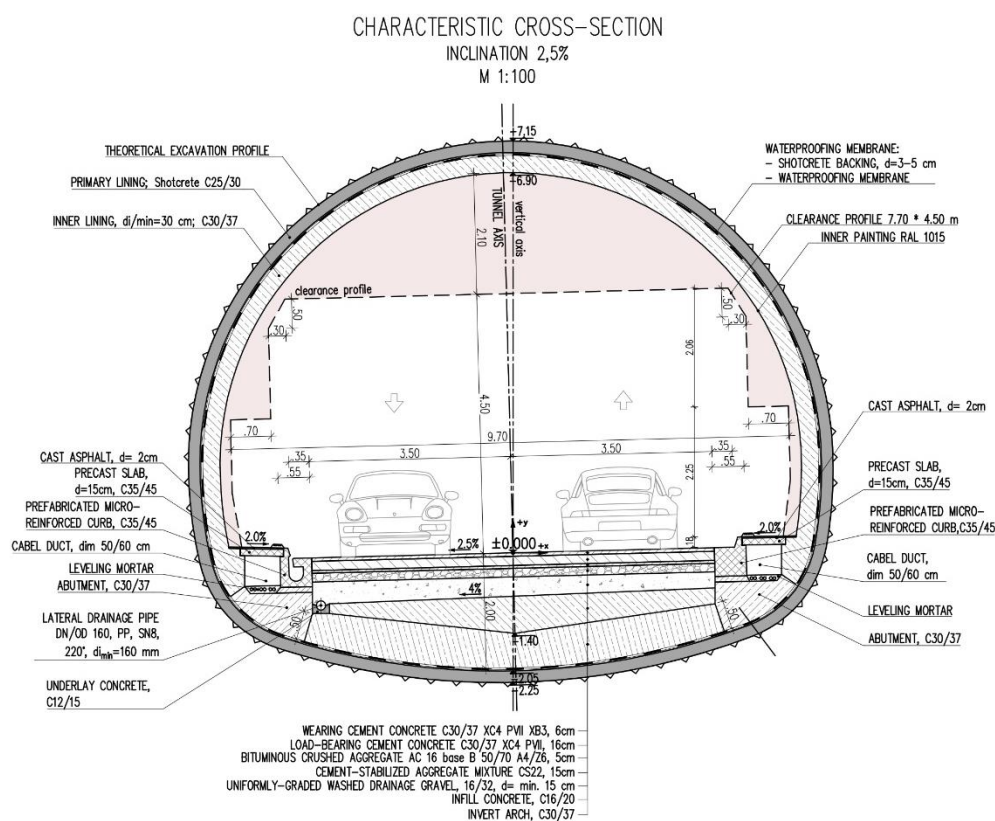 CHARACTERISTIC CROSS-SECTION
INCLINATION 2,5%
M 1:100
7.15
6.90
THEORETICAL EXCAVATION PROFILE
PRIMARY LINING; Shotcrete C25/30
INNER LINING, di/min=30 cm; C30/37
WATERPROOFING MEMBRANE:
- SHOTCRETE BACKING, d=3-5 cm
- WATERPROOFING MEMBRANE
CLEARANCE PROFILE 7.70 * 4.50 m
INNER PAINTING RAL 1015
TUNNEL AXIS
vertical axis
2.10
clearance profile
.50
.30
.50
.30
2.06
4.50
.70
.70
9.70
.35
3.50
3.50
.35
.55
.55
2.25
CAST ASPHALT, d= 2cm
PRECAST SLAB,
d=15cm, C35/45
PREFABRICATED MICRO-
REINFORCED CURB, C35/45
CABEL DUCT, dim 50/60 cm
LEVELING MORTAR
ABUTMENT, C30/37
LATERAL DRAINAGE PIPE
DN/OD 160, PP, SN8,
220°, dimin=160 mm
UNDERLAY CONCRETE,
C12/15
CAST ASPHALT, d= 2cm
PRECAST SLAB,
d=15cm, C35/45
PREFABRICATED MICRO-
REINFORCED CURB,C35/45
CABEL DUCT,
dim 50/60 cm
LEVELING MORTAR
ABUTMENT, C30/37
2.0%
2.5%
+y
±0.000
+x
.18
2.0%
4%
2.00
.50
-1.40
-2.05
-2.25
WEARING CEMENT CONCRETE C30/37 XC4 PVII XB3, 6cm
LOAD-BEARING CEMENT CONCRETE C30/37 XC4 PVII, 16cm
BITUMINOUS CRUSHED AGGREGATE AC 16 base B 50/70 A4/Z6, 5cm
CEMENT-STABILIZED AGGREGATE MIXTURE CS22, 15cm
UNIFORMLY-GRADED WASHED DRAINAGE GRAVEL, 16/32, d= min. 15 cm
INFILL CONCRETE, C16/20
INVERT ARCH, C30/37